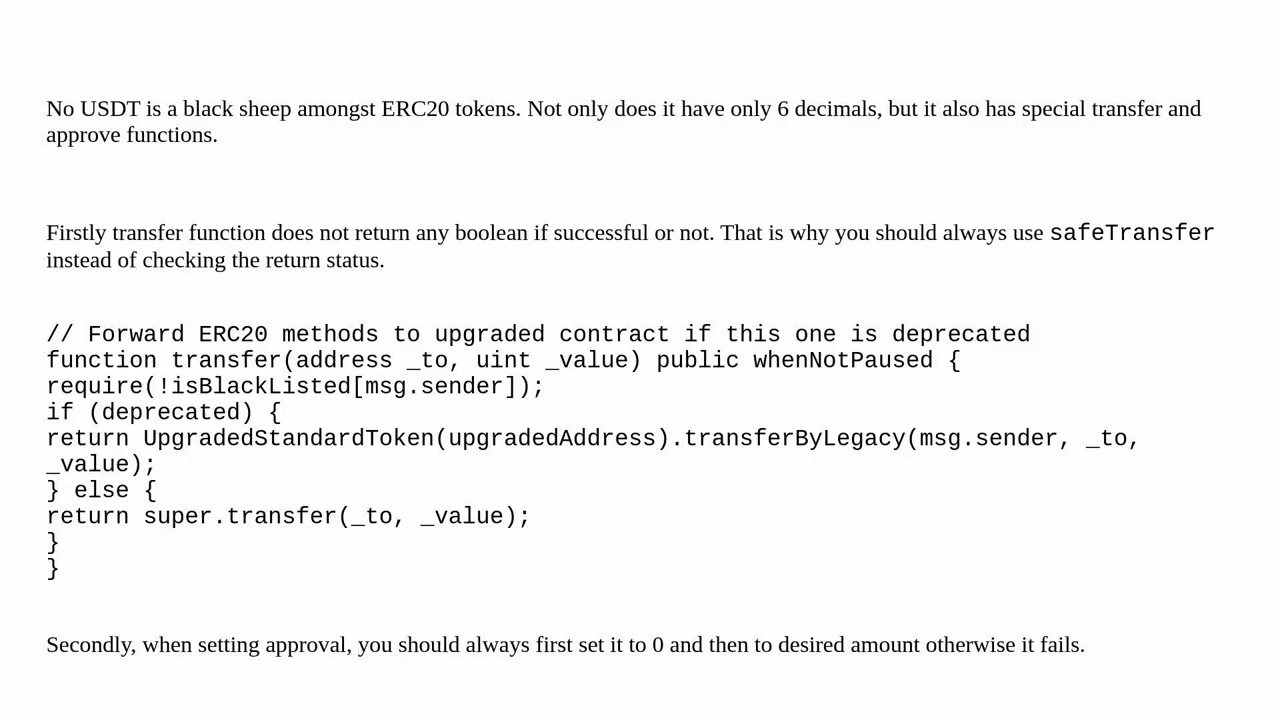 No USDT is a black sheep amongst ERC20 tokens. Not only does it have only 6 decimals, but it also has special transfer and
approve functions.
Firstly transfer function does not return any boolean if successful or not. That is why you should always use safeTransfer
instead of checking the return status.
// Forward ERC20 methods to upgraded contract if this one is deprecated
function transfer(address _to, uint _value) public whenNotPaused {
require(!isBlackListed[msg.sender]);
if (deprecated) {
return UpgradedStandardToken(upgradedAddress).transferByLegacy(msg.sender, _to,
_value);
} else {
return super.transfer(_to, _value);
}
}
Secondly, when setting approval, you should always first set it to 0 and then to desired amount otherwise it fails.